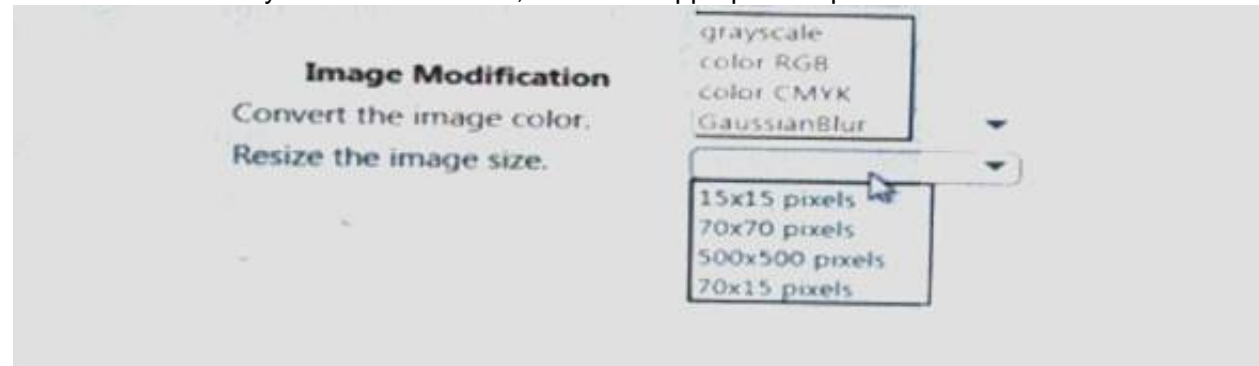 grayscale
color RGB
Image Modification
color CMYK
Convert the image color.
GaussianBlur
Resize the image size.
15x15 pixels
70x70 pixels
500x500 pixels
70x15 pixels